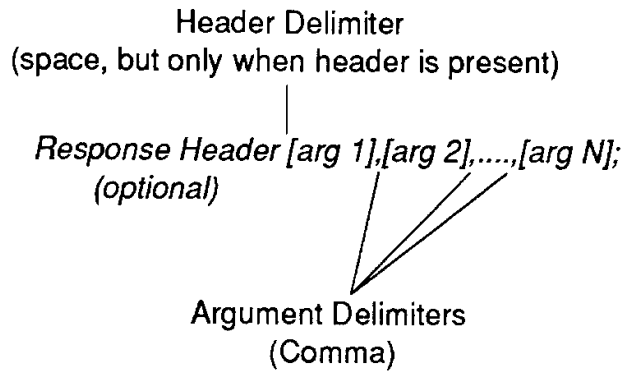 Header Delimiter
(space, but only when header is present)
Response Header [arg 1],[arg 2],....,[arg N];
(optional)
Argument Delimiters
(Comma)